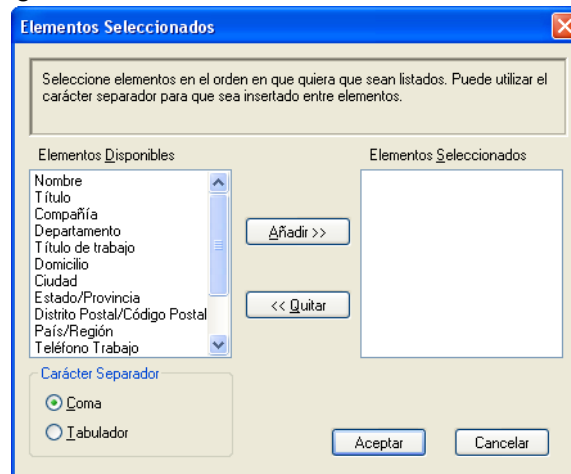 Elementos Seleccionados
Seleccione elementos en el orden en que quiera que sean listados. Puede utilizar el
carácter separador para que sea insertado entre elementos.
Elementos Disponibles
Elementos Seleccionados
Nombre
Título
Compañía
Departamento
Título de trabajo
Domicilio
Ciudad
Estado/Provincia
Distrito Postal/Código Postal
País/Región
Teléfono Trabajo
Añadir >>
<< Quitar
Carácter Separador
Coma
Tabulador
Aceptar
Cancelar